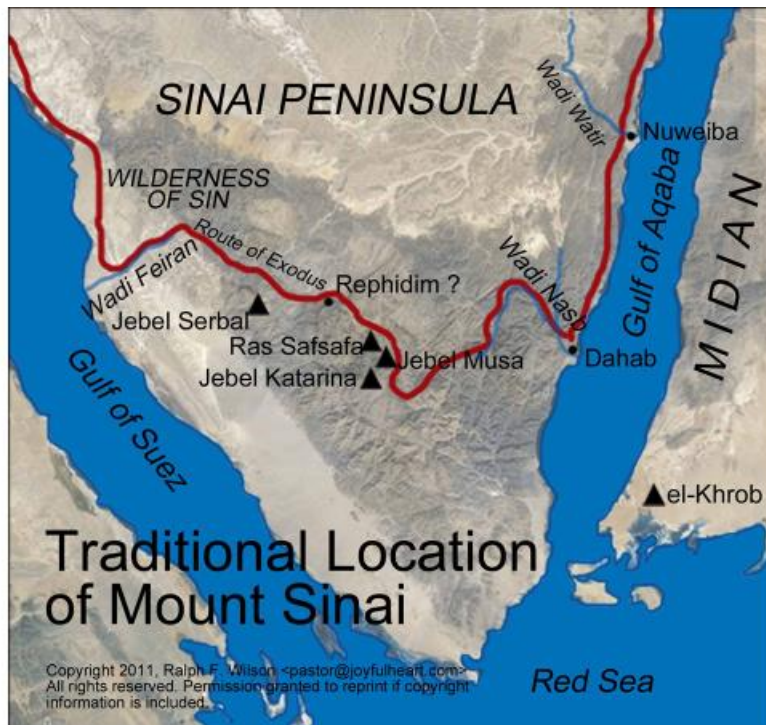 SINAI PENINSULA
Wadi Watir
Nuweiba
WILDERNESS
OF SIN
Route of Exodus
Wadi Feiran
Rephidim ?
Wadi Nasb
Gulf of Aqaba
MIDIAN
Jebel Serbal
Ras Safsafa
Jebel Musa
Dahab
Jebel Katarina
Gulf of Suez
el-Khrob
Traditional Location
of Mount Sinai
Copyright 2011, Ralph F. Wilson <pastor@joyfulheart.com>
All rights reserved. Permission granted to reprint if copyright
information is included.
Red Sea